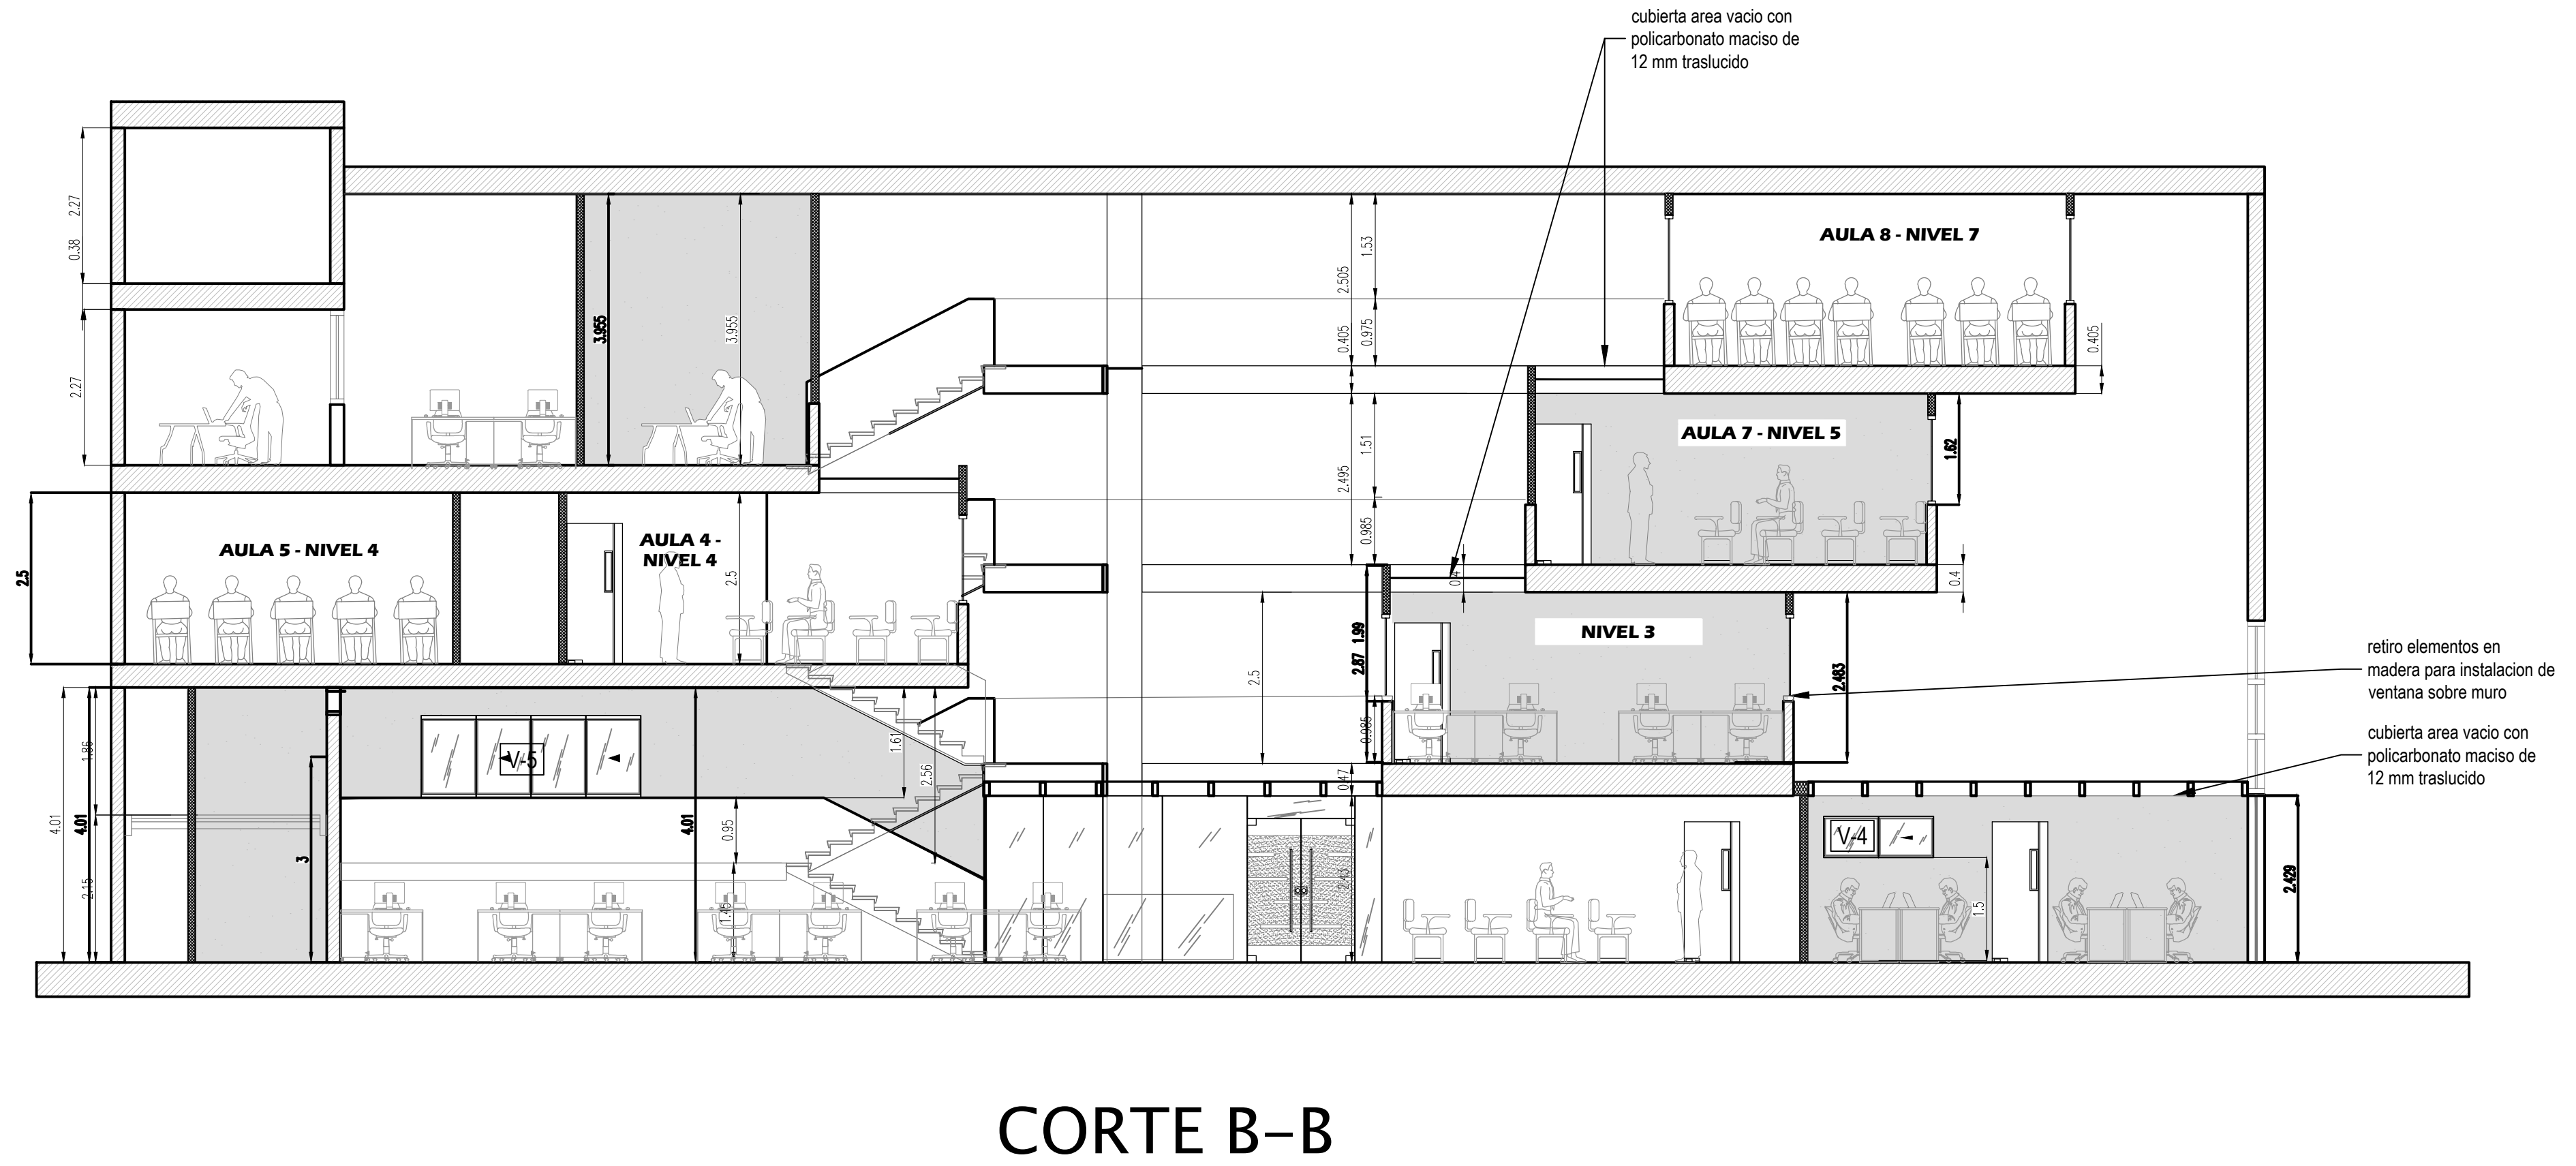 cubierta area vacio con
policarbonato maciso de
12 mm traslucido
2.27
0.38
2.27
3.955
3.955
2.505
0.405
1.53
0.975
AULA 8 - NIVEL 7
0.405
2.495
1.51
0.985
AULA 7 - NIVEL 5
1.62
0.4
0.4
2.5
AULA 5 - NIVEL 4
AULA 4 -
NIVEL 4
2.5
2.5
1.99
2.87
0.985
NIVEL 3
2.483
retiro elementos en
madera para instalacion de
ventana sobre muro
cubierta area vacio con
policarbonato maciso de
12 mm traslucido
4.01
4.01
1.86
2.15
3
V-5
4.01
0.95
1.45
1.61
2.56
0.47
2.43
V-4
1.5
2.429
CORTE B-B